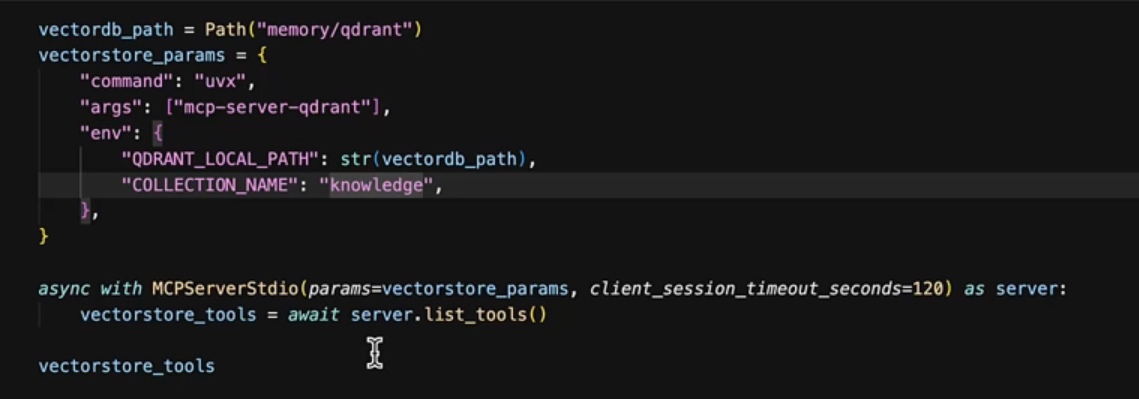 vectordb_path = Path("memory/qdrant")
vectorstore_params = {
    "command": "uvx",
    "args": ["mcp-server-qdrant"],
    "env": {
        "QDRANT_LOCAL_PATH": str(vectordb_path),
        "COLLECTION_NAME": "knowledge",
    },
}
async with MCPServerStdio(params=vectorstore_params, client_session_timeout_seconds=120) as server:
    vectorstore_tools = await server.list_tools()
vectorstore_tools